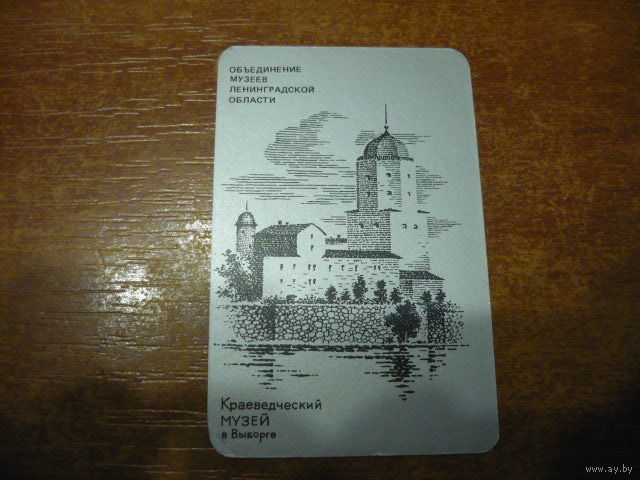 ОБЪЕДИНЕНИЕ
МУЗЕЕВ
ЛЕНИНГРАДСКОЙ
ОБЛАСТИ
Краеведческий
МУЗЕЙ
в Выборге
www.ay.by